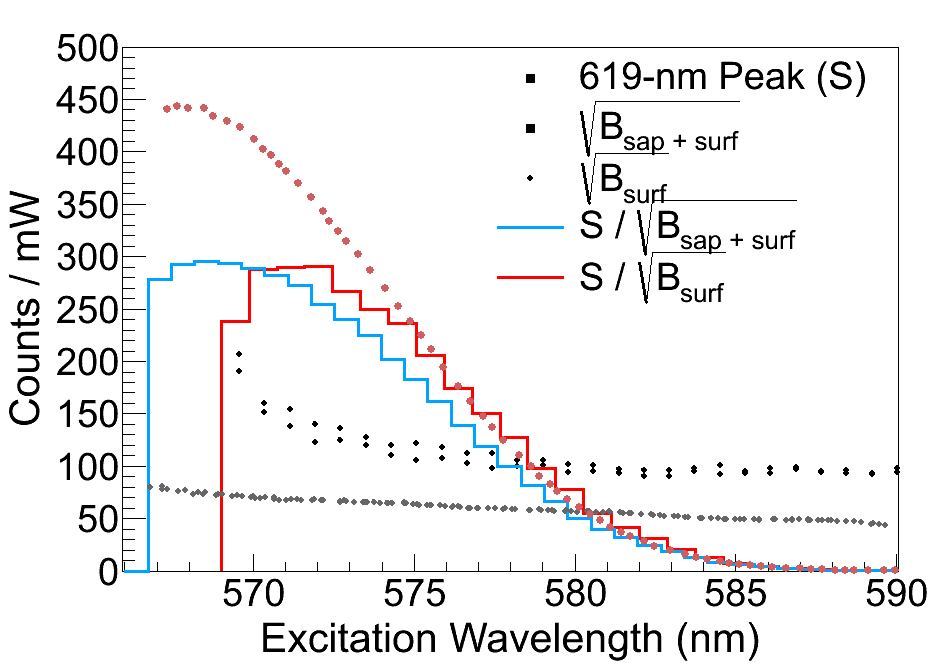 500
450
400
350
300
250
200
150
100
50
0
Counts / mW
619-nm Peak (S)
√B_sap + surf
√B_surf
S / √B_sap + surf
S / √B_surf
570 575 580 585 590
Excitation Wavelength (nm)